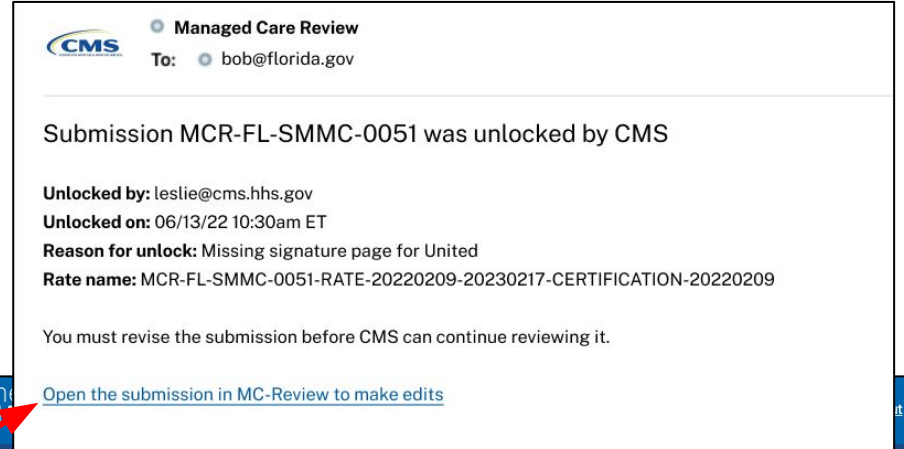 CMS
Managed Care Review
To: bob@florida.gov
Submission MCR-FL-SMMC-0051 was unlocked by CMS
Unlocked by: leslie@cms.hhs.gov
Unlocked on: 06/13/22 10:30am ET
Reason for unlock: Missing signature page for United
Rate name: MCR-FL-SMMC-0051-RATE-20220209-20230217-CERTIFICATION-20220209
You must revise the submission before CMS can continue reviewing it.
Open the submission in MC-Review to make edits